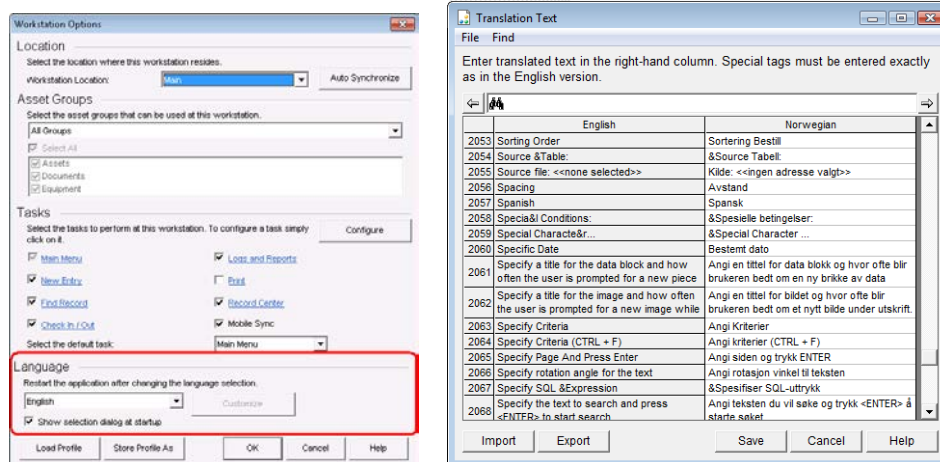 Workstation Options
Location
Select the location where this workstation resides.
Workstation Location:
Main
Auto Synchronize
Asset Groups
Select the asset groups that can be used at this workstation.
All Groups
Select All
Assets
Documents
Equipment
Tasks
Select the tasks to perform at this workstation. To configure a task simply
click on it.
Configure
Main Menu
Logs and Reports
New Entry
Print
Find Record
Record Center
Check In / Out
Mobile Sync
Select the default task:
Main Menu
Language
Restart the application after changing the language selection.
English
Customize
Show selection dialog at startup
Load Profile
Store Profile As
OK
Cancel
Help
Translation Text
File Find
Enter translated text in the right-hand column. Special tags must be entered exactly
as in the English version.
English Norwegian
2053 Sorting Order Sortering Bestill
2054 Source &Table: &Source Tabell:
2055 Source file: <<none selected>> Kilde: <<ingen adresse valgt>>
2056 Spacing Avstand
2057 Spanish Spansk
2058 Specia&l Conditions: &Spesielle betingelser:
2059 Special Characte&r... &Special Character ...
2060 Specific Date Bestemt dato
2061 Specify a title for the data block and how Angi en tittel for data blokk og hvor ofte blir
often the user is prompted for a new piece brukeren bedt om en ny brikke av data
2062 Specify a title for the image and how often Angi en tittel for bildet og hvor ofte blir
the user is prompted for a new image while brukeren bedt om et nytt bilde under utskrift.
2063 Specify Criteria Angi Kriterier
2064 Specify Criteria (CTRL + F) Angi kriterier (CTRL + F)
2065 Specify Page And Press Enter Angi siden og trykk ENTER
2066 Specify rotation angle for the text Angi rotasjon vinkel til teksten
2067 Specify SQL &Expression &Spesifiser SQL-uttrykk
2068 Specify the text to search and press Angi teksten du vil søke og trykk <ENTER> å
<ENTER> to start search starte søket
Import
Export
Save
Cancel
Help